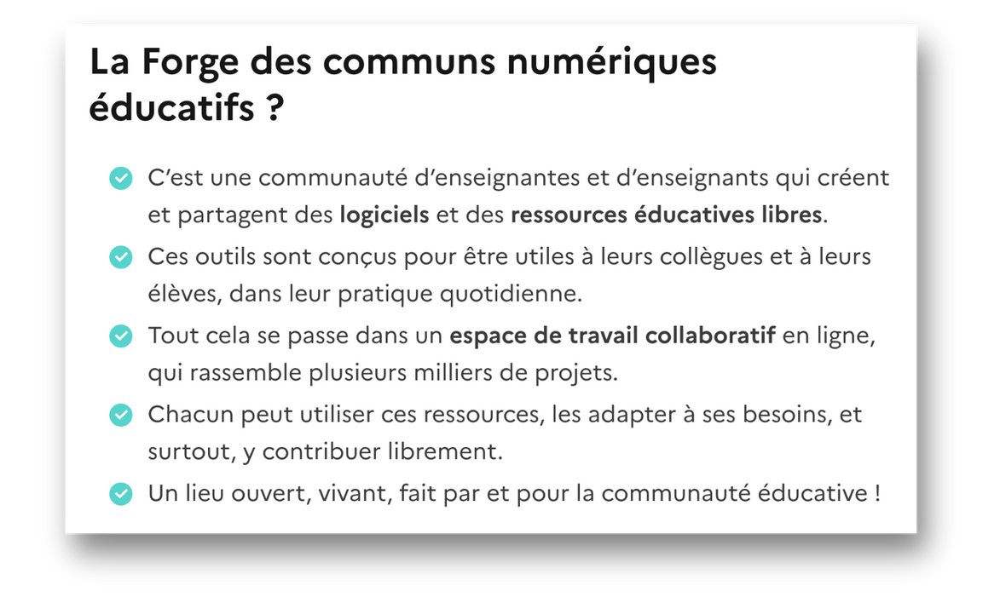 La Forge des communs numériques
éducatifs ?
C’est une communauté d’enseignantes et d’enseignants qui créent
et partagent des logiciels et des ressources éducatives libres.
Ces outils sont conçus pour être utiles à leurs collègues et à leurs
élèves, dans leur pratique quotidienne.
Tout cela se passe dans un espace de travail collaboratif en ligne,
qui rassemble plusieurs milliers de projets.
Chacun peut utiliser ces ressources, les adapter à ses besoins, et
surtout, y contribuer librement.
Un lieu ouvert, vivant, fait par et pour la communauté éducative !